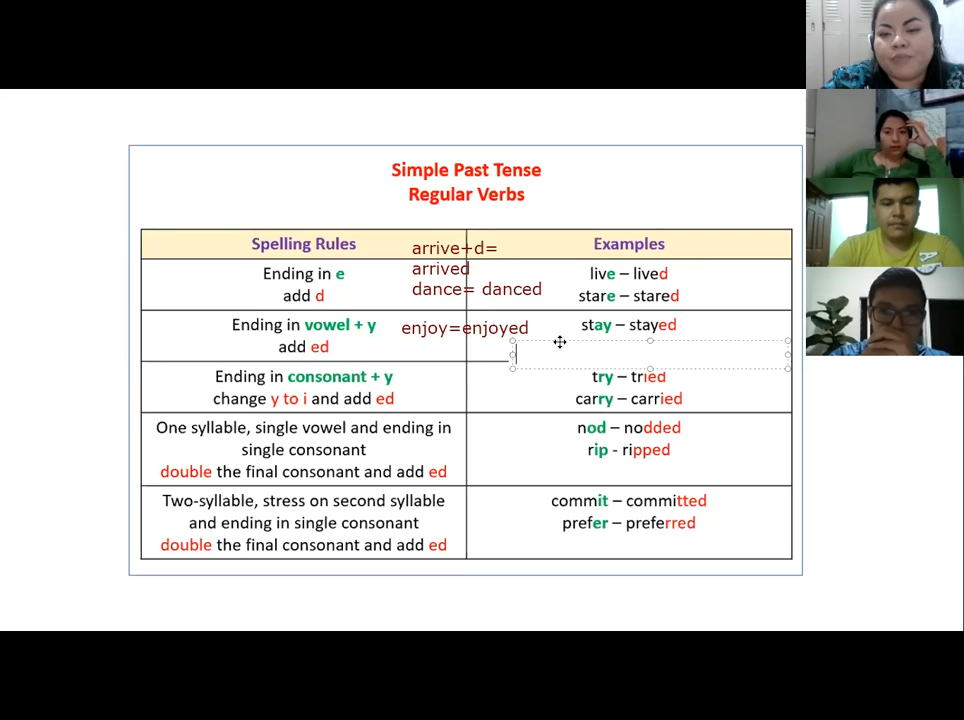 Simple Past Tense
Regular Verbs
Spelling Rules
Examples
arrive+d=
arrived
dance= danced
Ending in e
add d
live – lived
stare – stared
Ending in vowel + y
add ed
enjoy=enjoyed
stay – stayed
Ending in consonant + y
change y to i and add ed
try – tried
carry – carried
One syllable, single vowel and ending in
single consonant
double the final consonant and add ed
nod – nodded
rip - ripped
Two-syllable, stress on second syllable
and ending in single consonant
double the final consonant and add ed
commit – committed
prefer – preferred